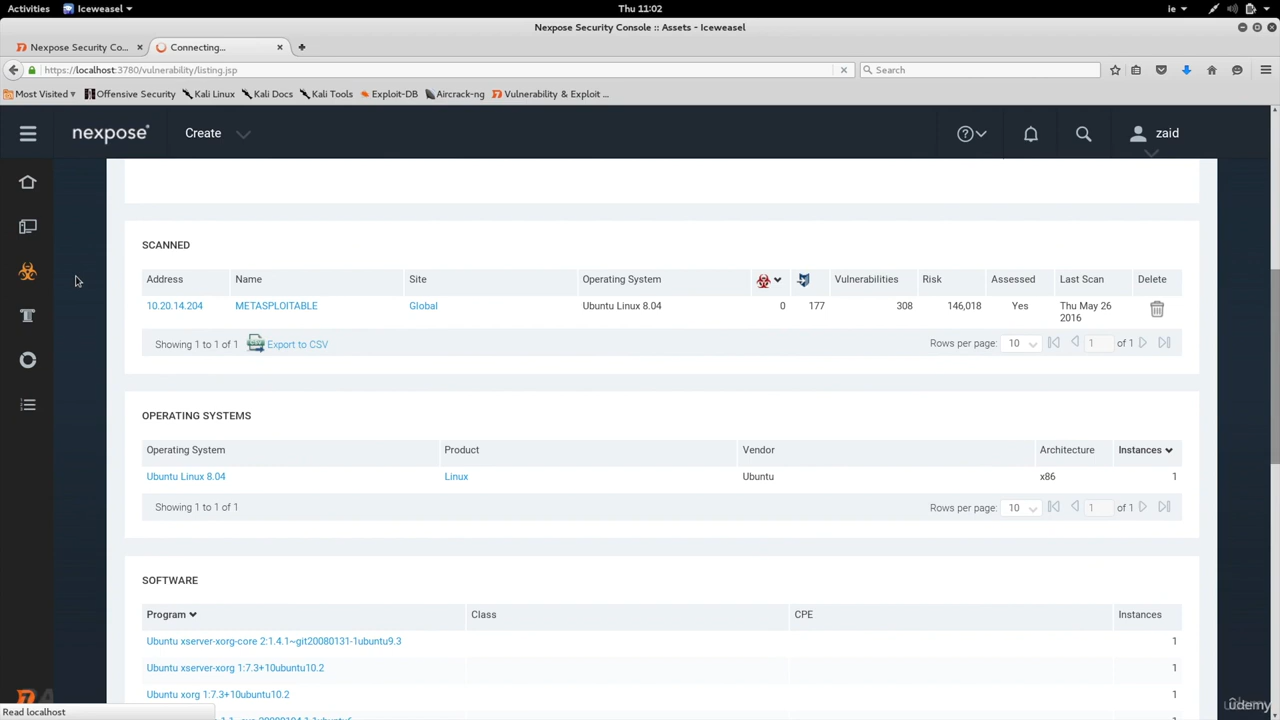 Activities Iceweasel Thu 11:02 ie
Nexpose Security Console :: Assets - Iceweasel
Nexpose Security Co... × Connecting... ×
https://localhost:3780/vulnerability/listing.jsp Search
Most Visited Offensive Security Kali Linux Kali Docs Kali Tools Exploit-DB Aircrack-ng Vulnerability & Exploit ...
nexpose Create zaid
SCANNED
Address Name Site Operating System Vulnerabilities Risk Assessed Last Scan Delete
10.20.14.204 METASPLOITABLE Global Ubuntu Linux 8.04 0 177 308 146,018 Yes Thu May 26
2016
Showing 1 to 1 of 1 Export to CSV Rows per page: 10 1 of 1
OPERATING SYSTEMS
Operating System Product Vendor Architecture Instances
Ubuntu Linux 8.04 Linux Ubuntu x86 1
Showing 1 to 1 of 1 Rows per page: 10 1 of 1
SOFTWARE
Program Class CPE Instances
Ubuntu xserver-xorg-core 2:1.4.1~git20080131-1ubuntu9.3 1
Ubuntu xserver-xorg 1:7.3+10ubuntu10.2 1
Ubuntu xorg 1:7.3+10ubuntu10.2 1
Read localhost
udemy